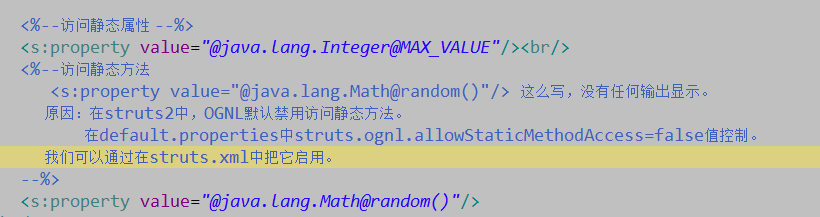 <%--访问静态属性 --%>
<s:property value="@java.lang.Integer@MAX_VALUE"/><br/>
<%--访问静态方法
<s:property value="@java.lang.Math@random()"/> 这么写，没有任何输出显示。
原因：在struts2中，OGNL默认禁用访问静态方法。
在default.properties中struts.ognl.allowStaticMethodAccess=false值控制。
我们可以通过在struts.xml中把它启用。
--%>
<s:property value="@java.lang.Math@random()"/>